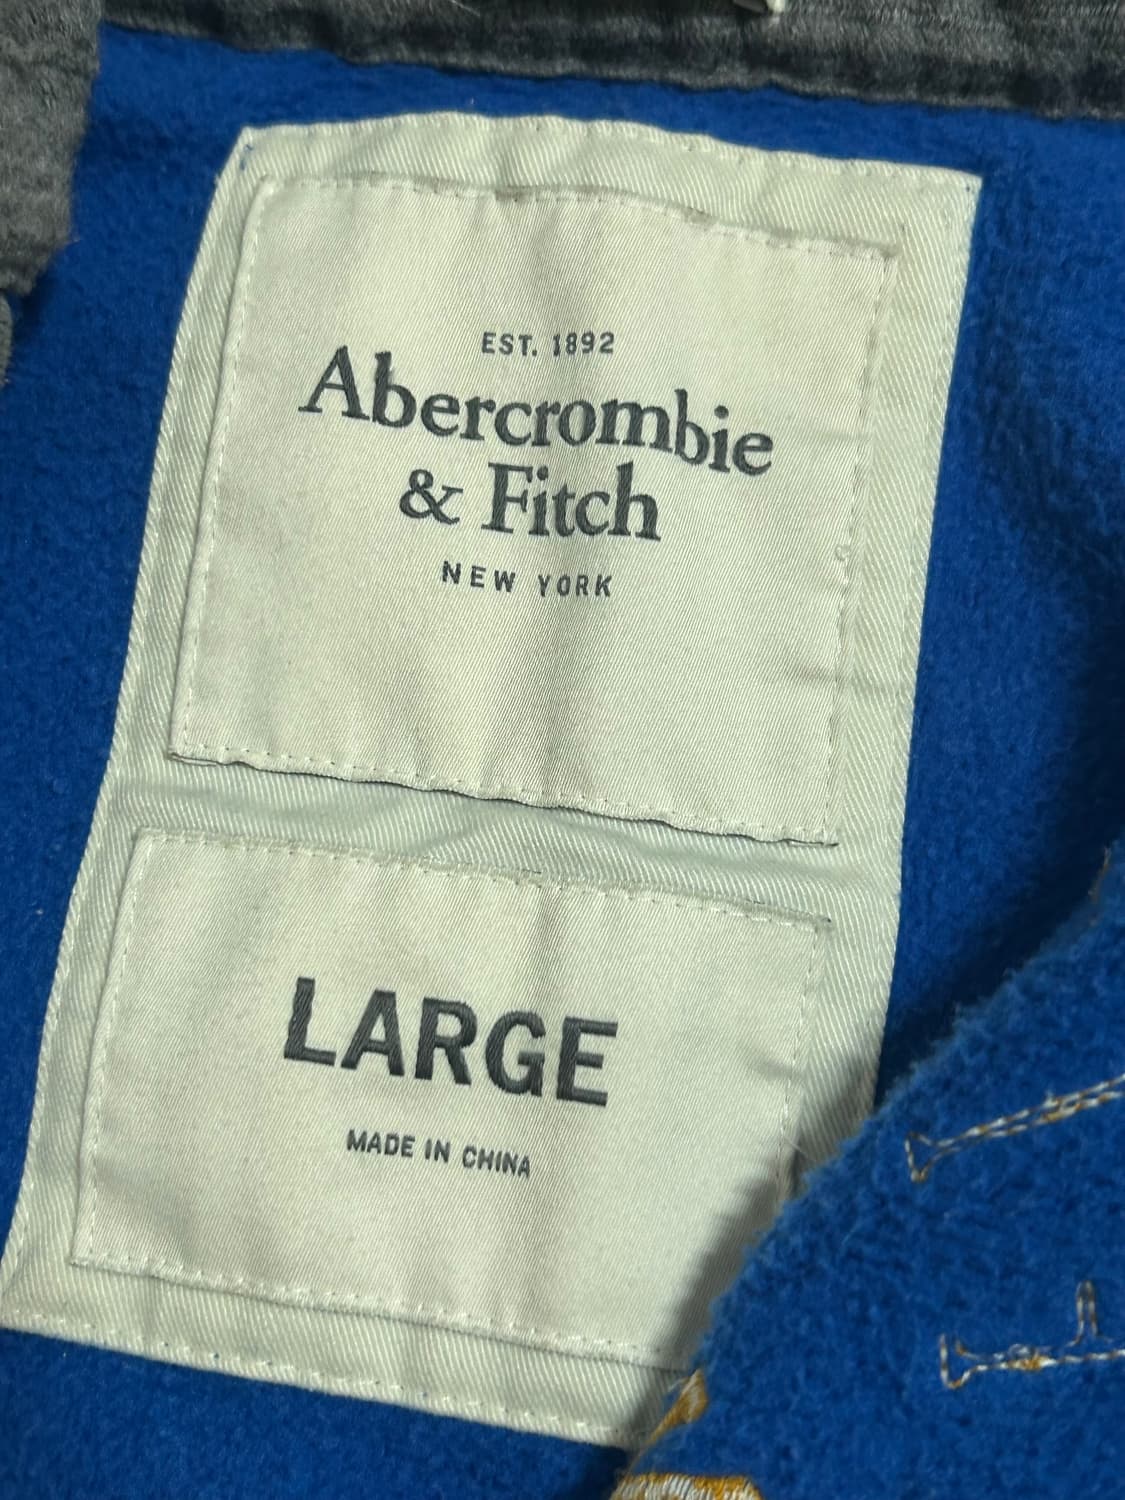 EST. 1892
Abercrombie
& Fitch
NEW YORK
LARGE
MADE IN CHINA